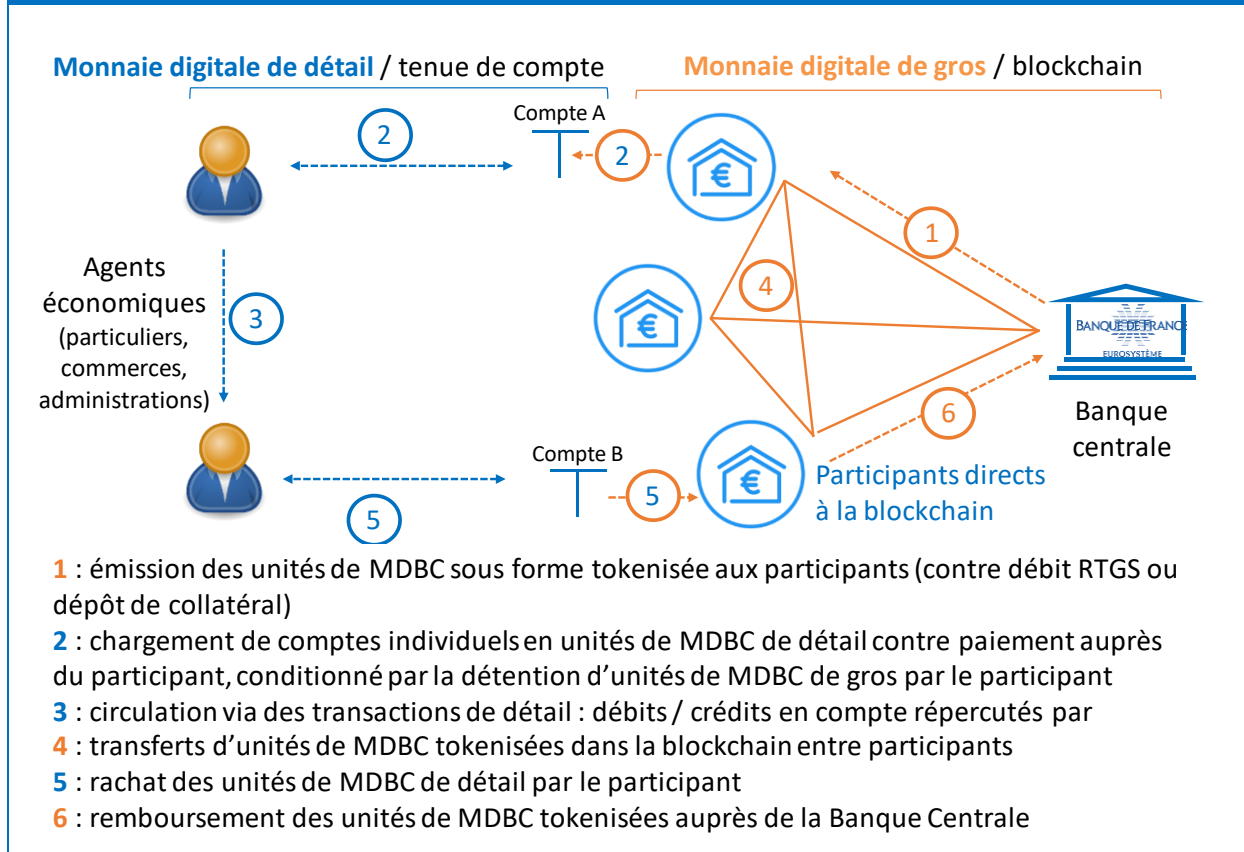 Monnaie digitale de détail / tenue de compte
Monnaie digitale de gros / blockchain
Compte A
2
2
1
Agents
économiques
(particuliers,
commerces,
administrations)
3
4
BANQUE DE FRANCE
EUROSYSTÈME
Banque
centrale
6
Compte B
5
5
Participants directs
à la blockchain
€
€
€
1 : émission des unités de MDBC sous forme tokenisée aux participants (contre débit RTGS ou
dépôt de collatéral)
2 : chargement de comptes individuels en unités de MDBC de détail contre paiement auprès
du participant, conditionné par la détention d’unités de MDBC de gros par le participant
3 : circulation via des transactions de détail : débits / crédits en compte répercutés par
4 : transferts d’unités de MDBC tokenisées dans la blockchain entre participants
5 : rachat des unités de MDBC de détail par le participant
6 : remboursement des unités de MDBC tokenisées auprès de la Banque Centrale